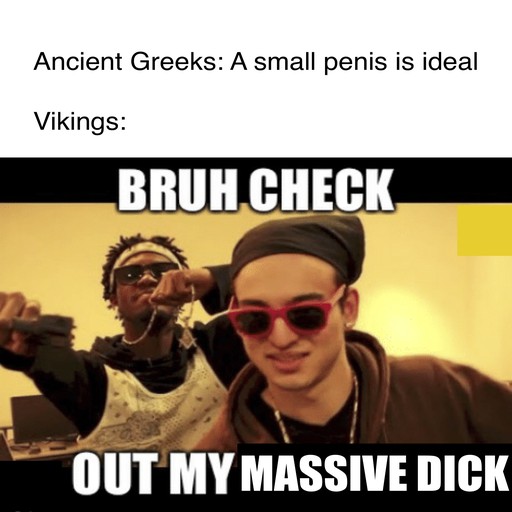 Ancient Greeks: A small penis is ideal
Vikings:
BRUH CHECK
OUT MY MASSIVE DICK